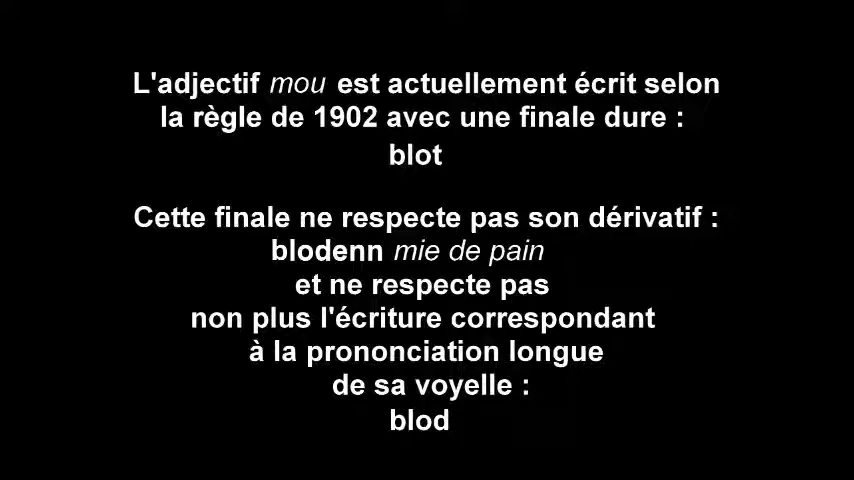 L'adjectif mou est actuellement écrit selon
la règle de 1902 avec une finale dure :
blot
Cette finale ne respecte pas son dérivatif :
blodenn mie de pain
et ne respecte pas
non plus l'écriture correspondant
à la prononciation longue
de sa voyelle :
blod